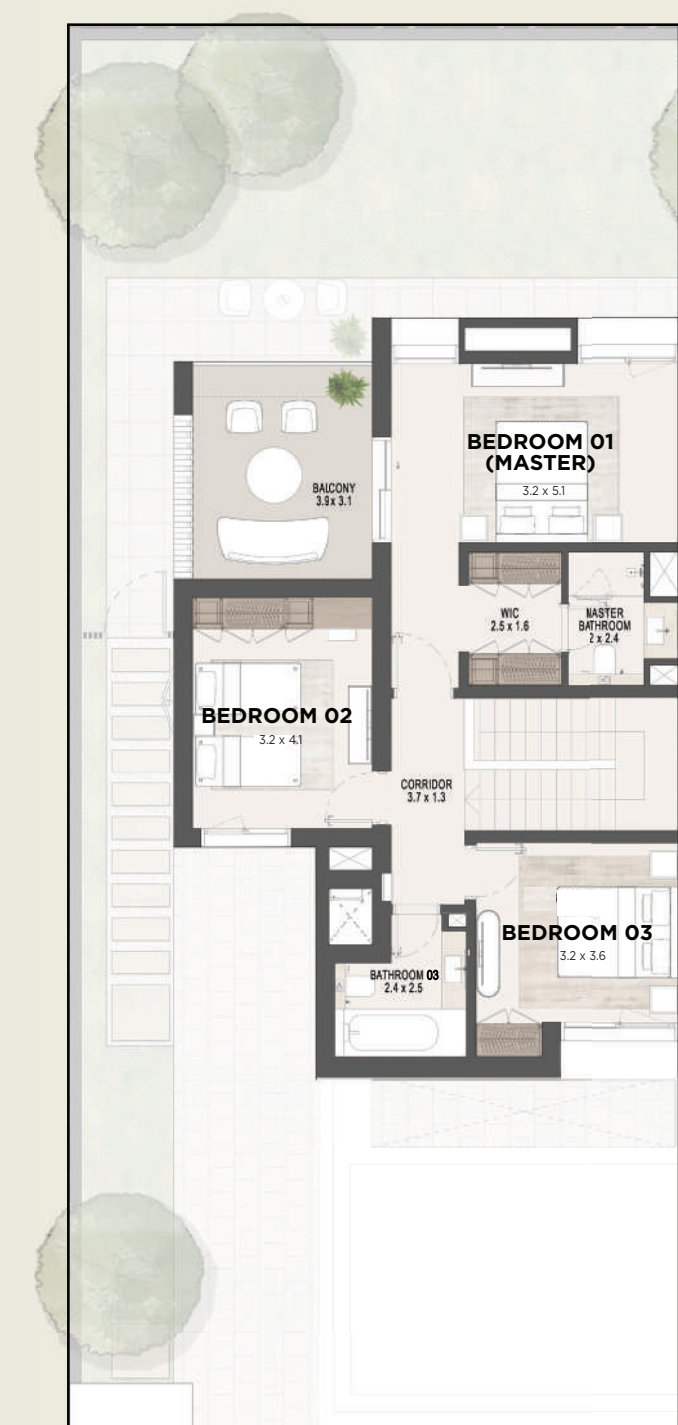 BEDROOM 01
(MASTER)
3.2 x 5.1
BALCONY
3.9x 3.1
WIC
2.5 x 1.6
MASTER
BATHROOM
2 x 2.4
BEDROOM 02
3.2 x 4.1
CORRIDOR
3.7 x 1.3
BEDROOM 03
3.2 x 3.6
BATHROOM 03
2.4 x 2.5